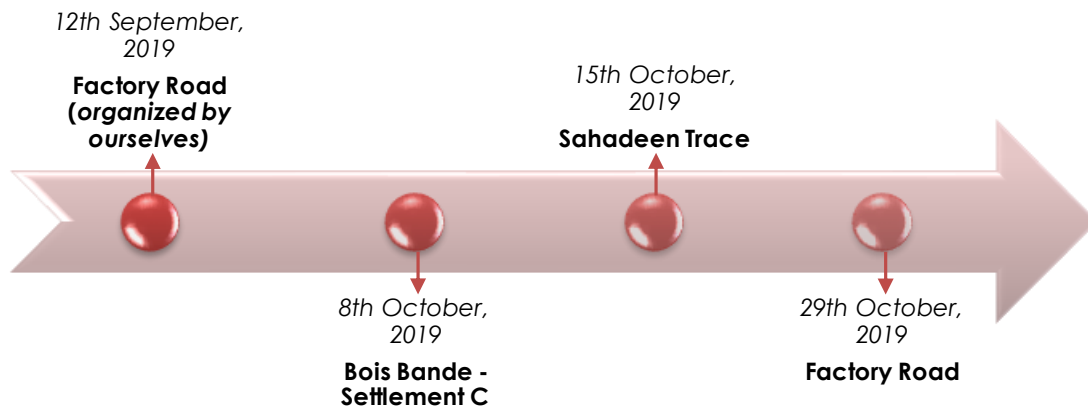 12th September,
2019
Factory Road
(organized by
ourselves)
8th October,
2019
Bois Bande -
Settlement C
15th October,
2019
Sahadeen Trace
29th October,
2019
Factory Road